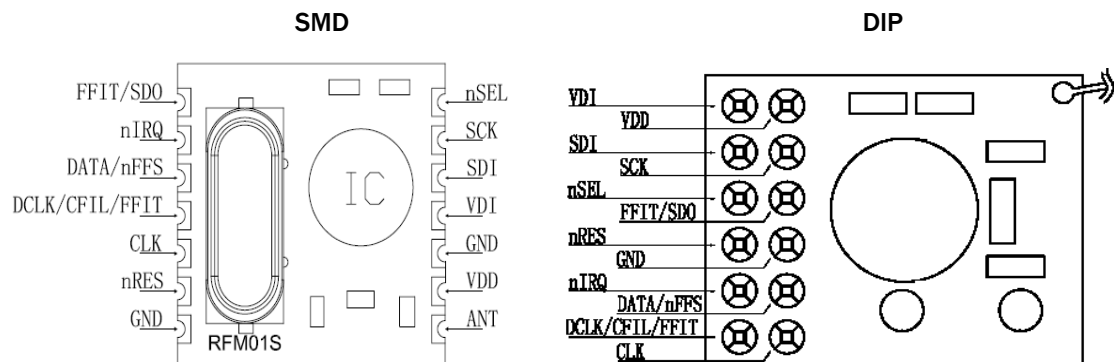 SMD
DIP
FFIT/SDO
nIRQ
DATA/nFFS
DCLK/CFIL/FFIT
CLK
nRES
GND
IC
RFM01S
nSEL
SCK
SDI
VDI
GND
VDD
ANT
VDI
VDD
SDI
SCK
nSEL
FFIT/SDO
nRES
GND
nIRQ
DATA/nFFS
DCLK/CFIL/FFIT
CLK